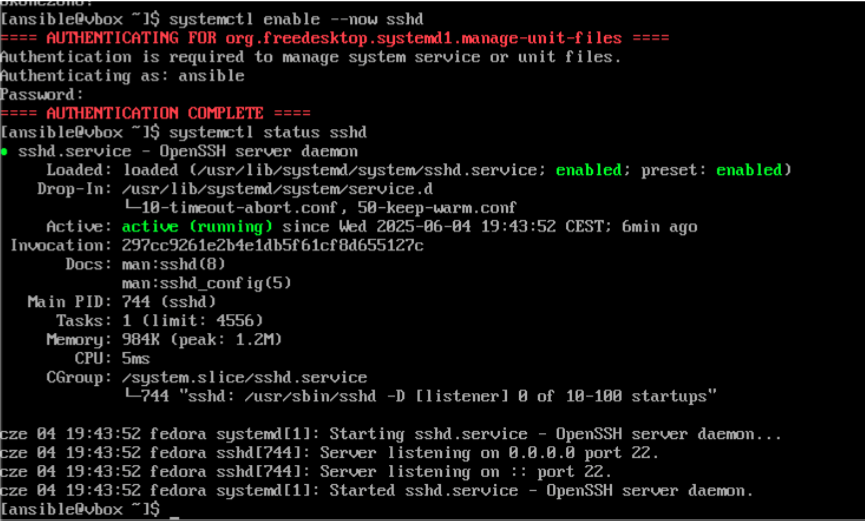 [ansible@vbox ~]$ systemctl enable --now sshd
==== AUTHENTICATING FOR org.freedesktop.systemd1.manage-unit-files ====
Authentication is required to manage system service or unit files.
Authenticating as: ansible
Password:
==== AUTHENTICATION COMPLETE ====
[ansible@vbox ~]$ systemctl status sshd
● sshd.service - OpenSSH server daemon
Loaded: loaded (/usr/lib/systemd/system/sshd.service; enabled; preset: enabled)
Drop-In: /usr/lib/systemd/system/service.d
└─10-timeout-abort.conf, 50-keep-warm.conf
Active: active (running) since Wed 2025-06-04 19:43:52 CEST; 6min ago
Invocation: 297cc9261e2b4e1db5f61cf8d655127c
Docs: man:sshd(8)
man:sshd_config(5)
Main PID: 744 (sshd)
Tasks: 1 (limit: 4556)
Memory: 984K (peak: 1.2M)
CPU: 5ms
CGroup: /system.slice/sshd.service
└─744 "sshd: /usr/sbin/sshd -D [listener] 0 of 10-100 startups"
cze 04 19:43:52 fedora systemd[1]: Starting sshd.service - OpenSSH server daemon...
cze 04 19:43:52 fedora sshd[744]: Server listening on 0.0.0.0 port 22.
cze 04 19:43:52 fedora sshd[744]: Server listening on :: port 22.
cze 04 19:43:52 fedora systemd[1]: Started sshd.service - OpenSSH server daemon.
[ansible@vbox ~]$ _